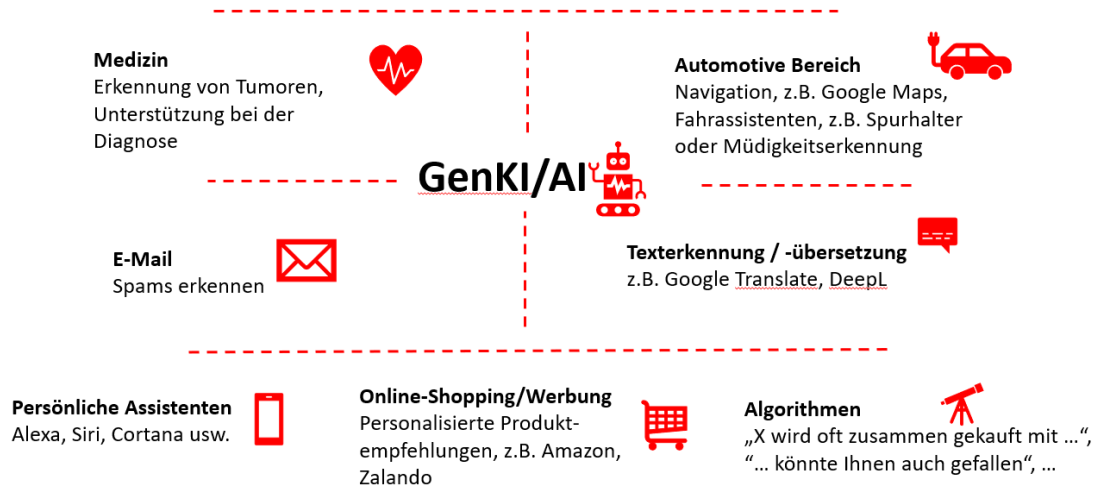 Medizin
Erkennung von Tumoren,
Unterstützung bei der
Diagnose
Automotive Bereich
Navigation, z.B. Google Maps,
Fahrassistenten, z.B. Spurhalter
oder Müdigkeitserkennung
GenKI/AI
E-Mail
Spams erkennen
Texterkennung / -übersetzung
z.B. Google Translate, DeepL
Persönliche Assistenten
Alexa, Siri, Cortana usw.
Online-Shopping/Werbung
Personalisierte Produkt-
empfehlungen, z.B. Amazon,
Zalando
Algorithmen
„X wird oft zusammen gekauft mit ...“,
“... könnte Ihnen auch gefallen“, ...